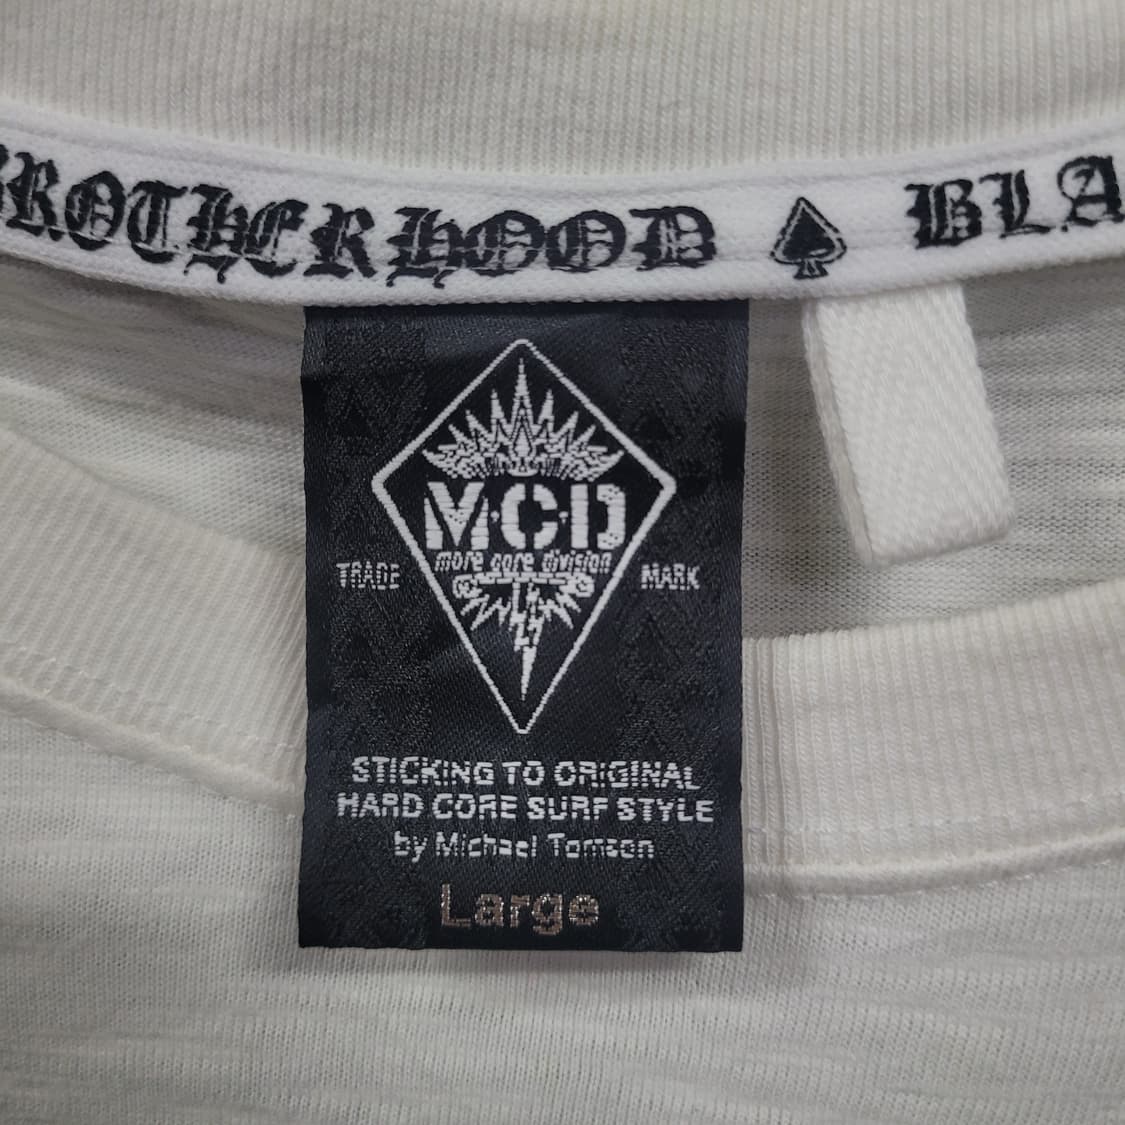 BROTHERHOOD ♠ BLA
M·C·D
more core division
TRADE MARK
STICKING TO ORIGINAL
HARD CORE SURF STYLE
by Michael Tomson
Large